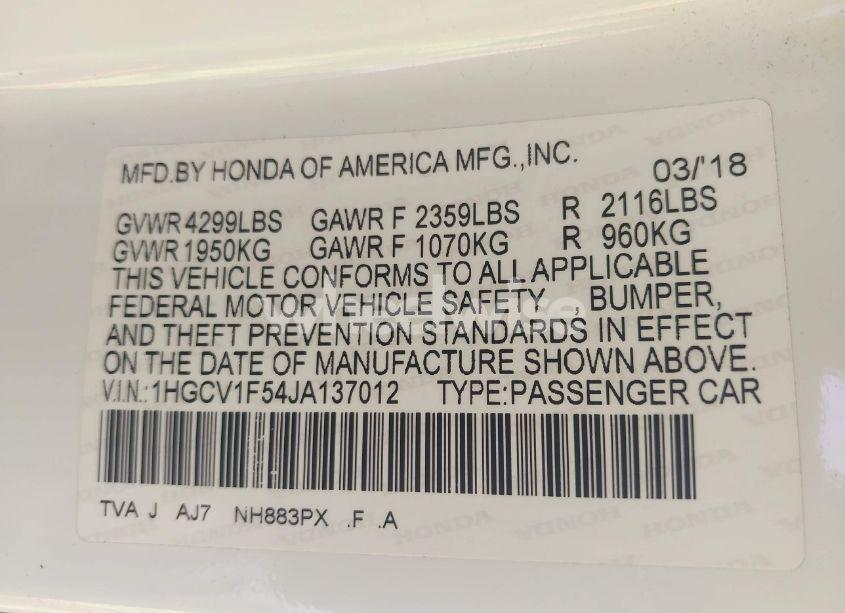 MFD.BY HONDA OF AMERICA MFG.,INC. 03/'18
GVWR 4299LBS GAWR F 2359LBS R 2116LBS
GVWR 1950KG GAWR F 1070KG R 960KG
THIS VEHICLE CONFORMS TO ALL APPLICABLE
FEDERAL MOTOR VEHICLE SAFETY , BUMPER,
AND THEFT PREVENTION STANDARDS IN EFFECT
ON THE DATE OF MANUFACTURE SHOWN ABOVE.
V.I.N.:1HGCV1F54JA137012 TYPE:PASSENGER CAR
TVA J AJ7 NH883PX .F .A